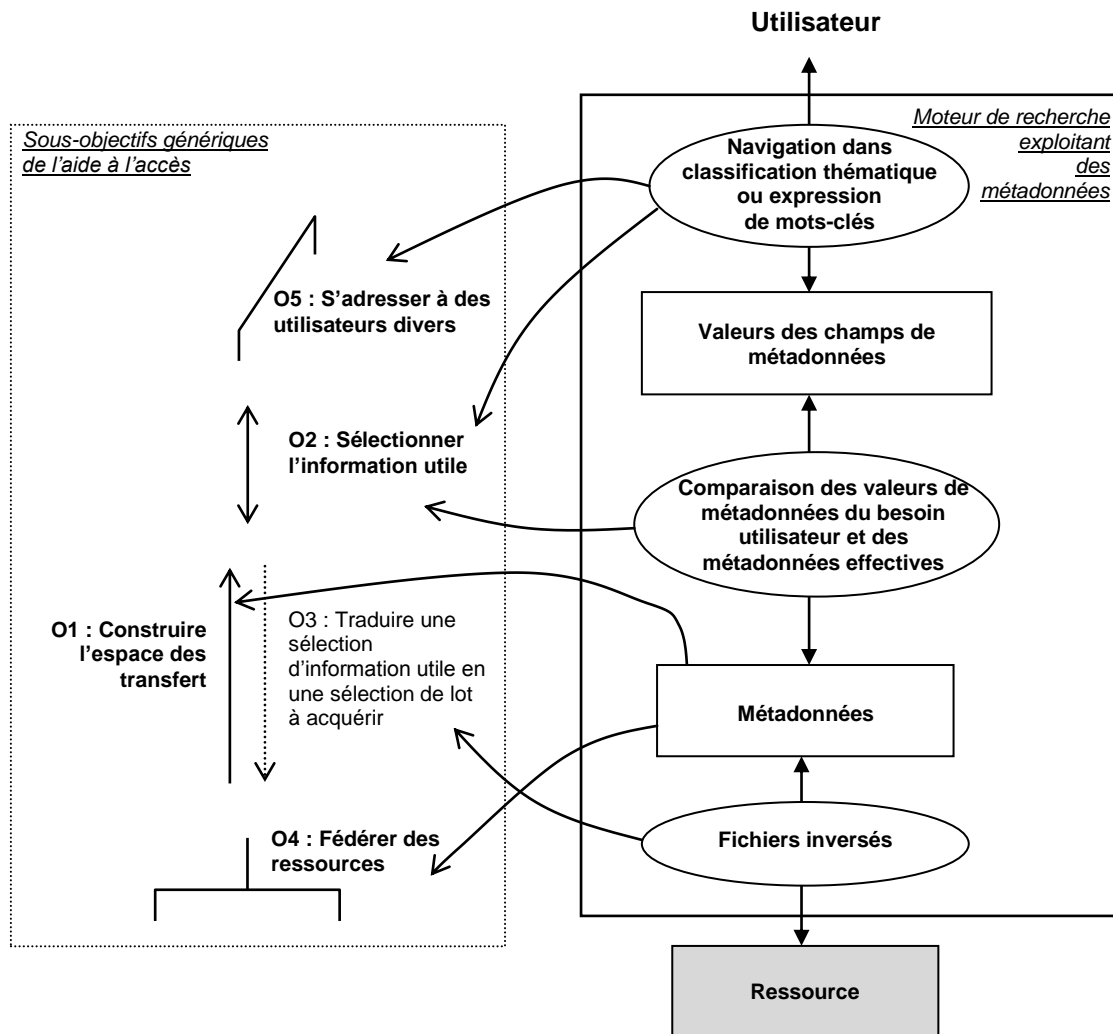 Utilisateur
Sous-objectifs génériques
de l'aide à l'accès
Moteur de recherche
exploitant
des
métadonnées
Navigation dans
classification thématique
ou expression
de mots-clés
O5 : S'adresser à des
utilisateurs divers
Valeurs des champs de
métadonnées
O2 : Sélectionner
l'information utile
Comparaison des valeurs de
métadonnées du besoin
utilisateur et des
métadonnées effectives
O1 : Construire
l'espace des
transfert
O3 : Traduire une
sélection
d'information utile en
une sélection de lot
à acquérir
Métadonnées
O4 : Fédérer des
ressources
Fichiers inversés
Ressource